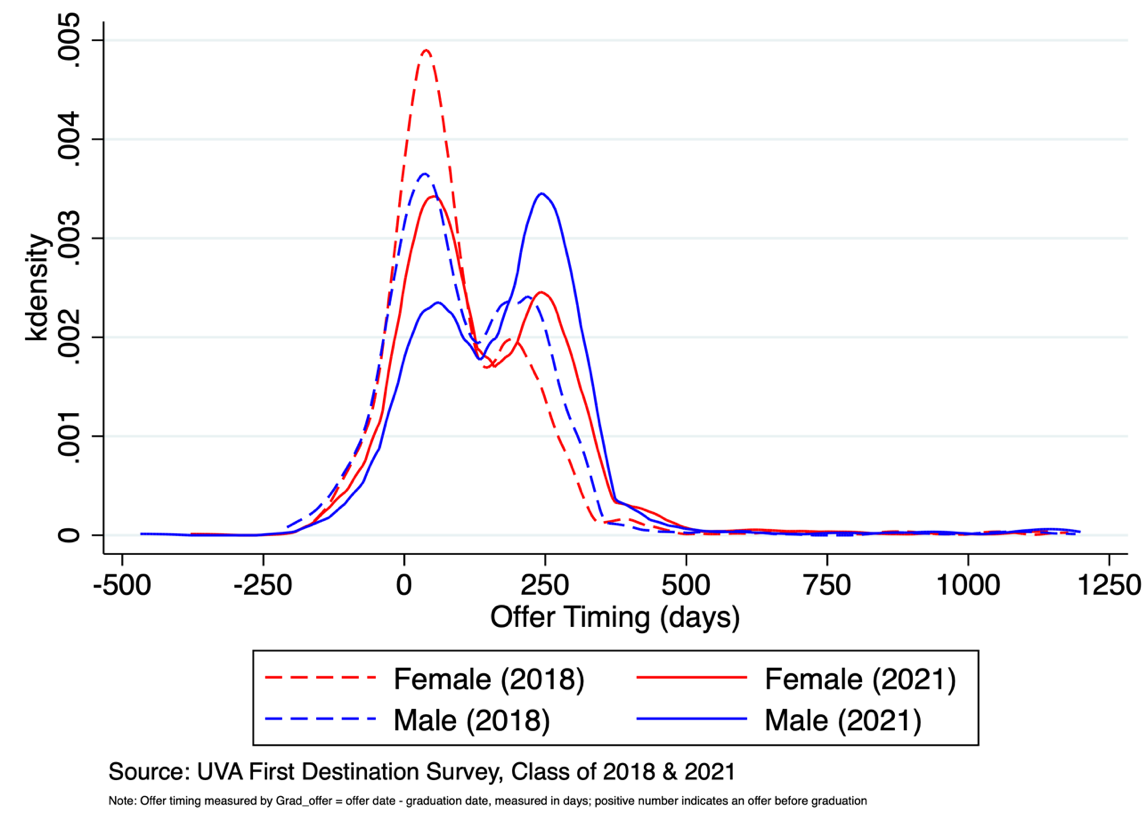 .005
.004
.003
.002
.001
0
kdensity
-500 -250 0 250 500 750 1000 1250
Offer Timing (days)
Female (2018) Female (2021)
Male (2018) Male (2021)
Source: UVA First Destination Survey, Class of 2018 & 2021
Note: Offer timing measured by Grad_offer = offer date - graduation date, measured in days; positive number indicates an offer before graduation